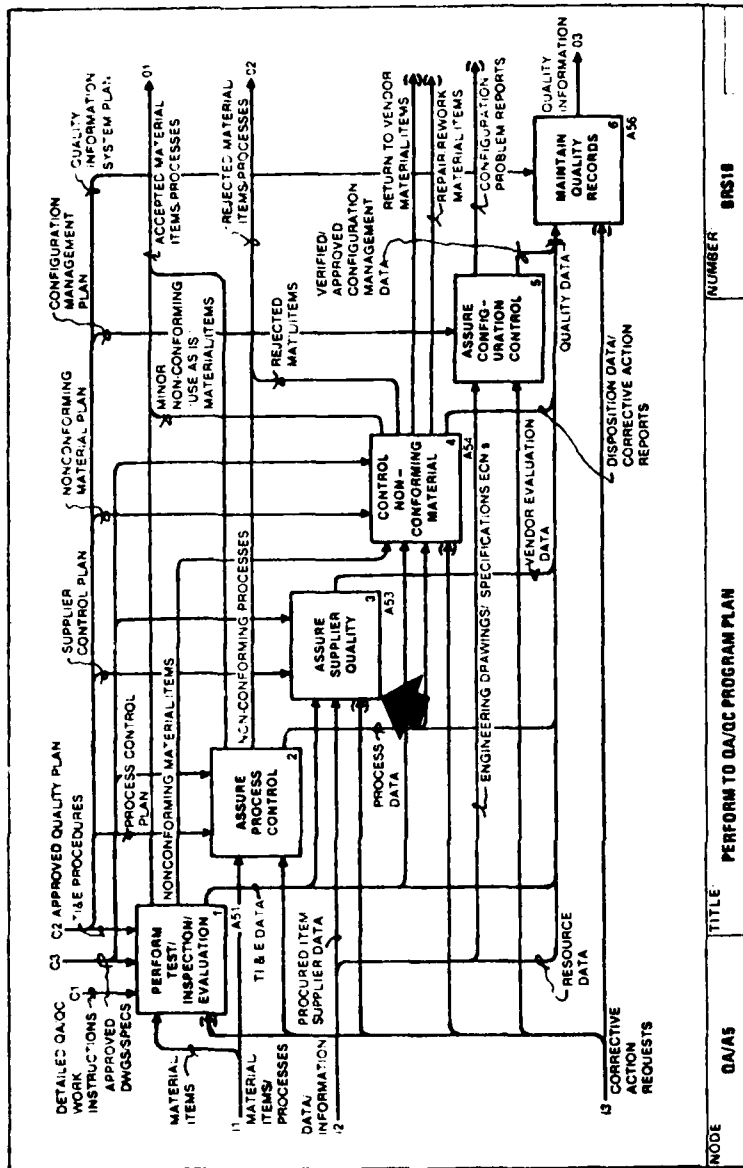 DETAILED QA/QC
WORK
INSTRUCTIONS
C1
APPROVED
DWGS/SPECS
C3
C2 APPROVED QUALITY PLAN
TI&E PROCEDURES
PROCESS CONTROL
PLAN
SUPPLIER
CONTROL PLAN
NONCONFORMING
MATERIAL PLAN
CONFIGURATION
MANAGEMENT
PLAN
QUALITY
INFORMATION
SYSTEM PLAN
MATERIAL
ITEMS
PERFORM
TEST/
INSPECTION/
EVALUATION
1
A51
NONCONFORMING MATERIAL ITEMS
MINOR
NON-CONFORMING
USE AS IS
MATERIAL/ITEMS
ACCEPTED MATERIAL
ITEMS/PROCESSES
O1
I1
MATERIAL
ITEMS/
PROCESSES
ASSURE
PROCESS
CONTROL
2
NON-CONFORMING PROCESSES
REJECTED
MAT'L/ITEMS
REJECTED MATERIAL
ITEMS/PROCESSES
O2
TI & E DATA
DATA/
INFORMATION
I2
PROCURED ITEM
SUPPLIER DATA
ASSURE
SUPPLIER
QUALITY
3
A53
PROCESS
DATA
CONTROL
NON-
CONFORMING
MATERIAL
4
A54
VERIFIED/
APPROVED
CONFIGURATION
MANAGEMENT
DATA
RETURN TO VENDOR
MATERIAL ITEMS
REPAIR/REWORK
MATERIAL ITEMS
ENGINEERING DRAWINGS/ SPECIFICATIONS ECN s
ASSURE
CONFIG-
URATION
CONTROL
5
CONFIGURATION
PROBLEM REPORTS
VENDOR EVALUATION
DATA
QUALITY DATA
RESOURCE
DATA
DISPOSITION DATA/
CORRECTIVE ACTION
REPORTS
MAINTAIN
QUALITY
RECORDS
6
A56
QUALITY
INFORMATION
O3
I3
CORRECTIVE
ACTION
REQUESTS
NODE
QA/A5
TITLE
PERFORM TO QA/QC PROGRAM PLAN
NUMBER